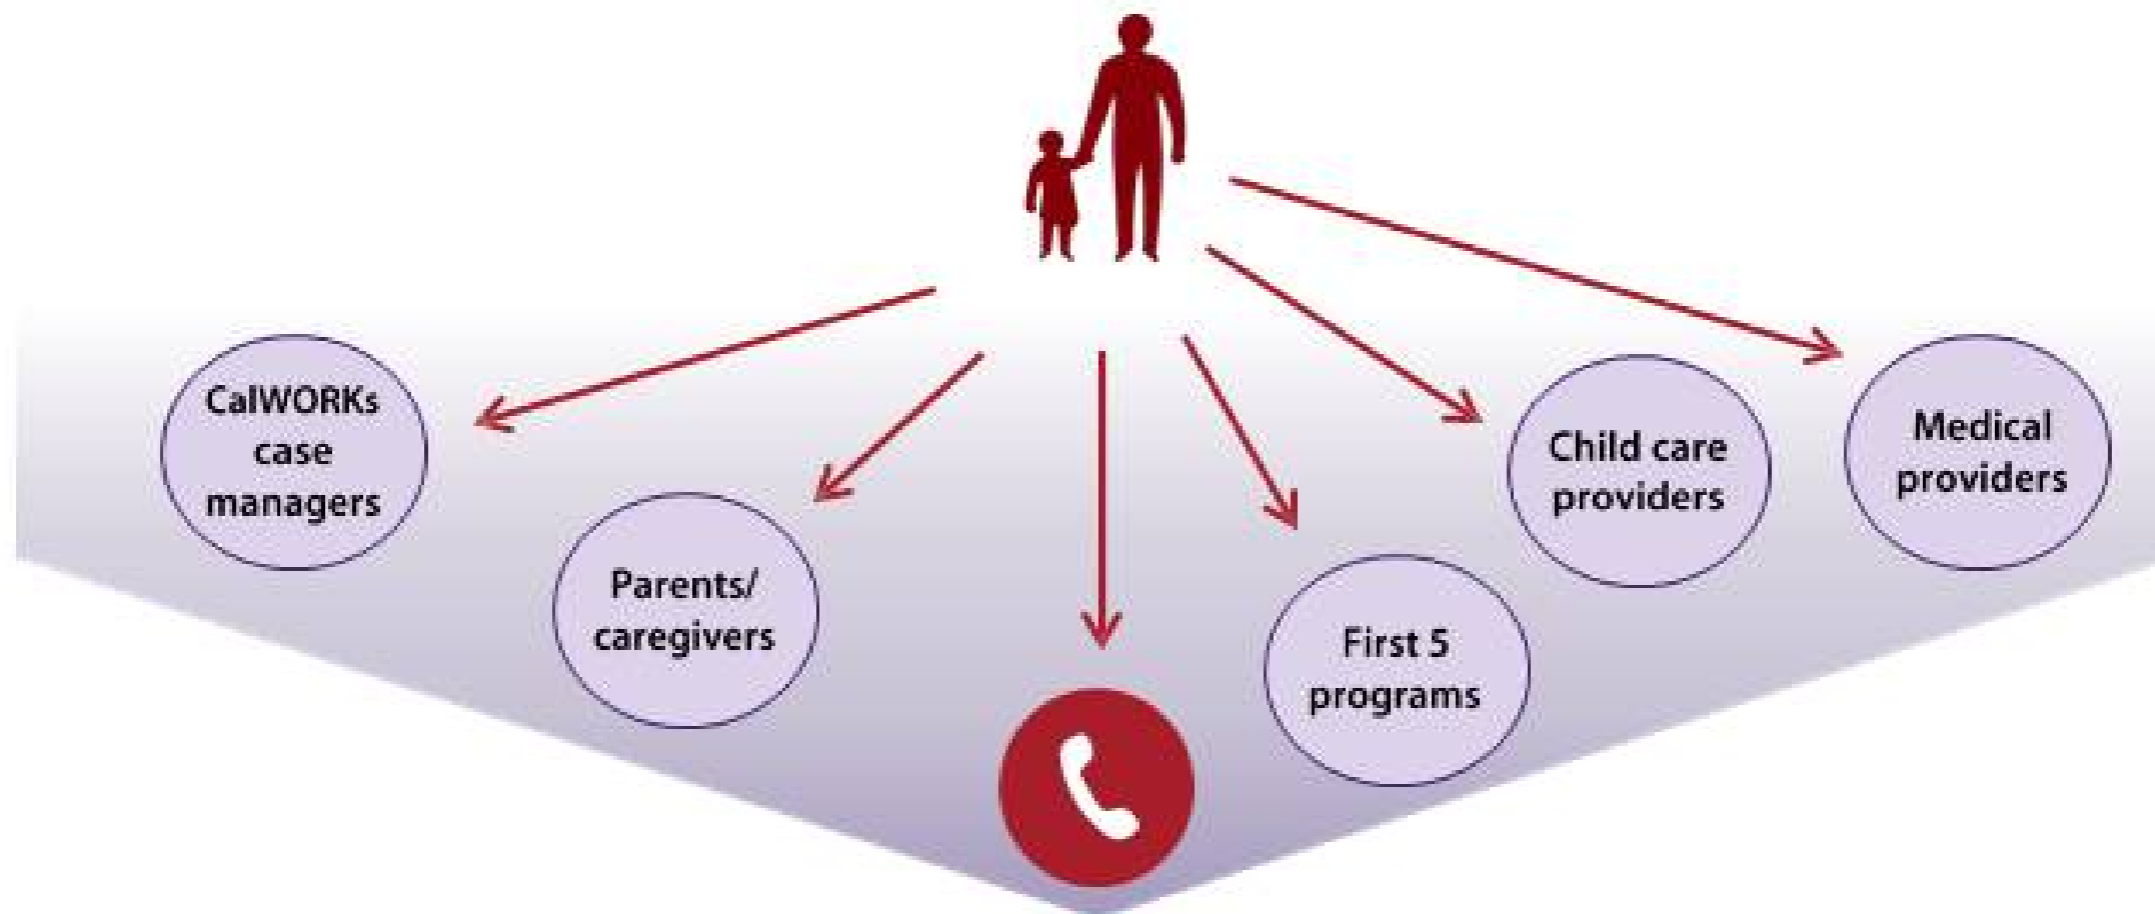 CalWORKs
case
managers
Parents/
caregivers
First 5
programs
Child care
providers
Medical
providers